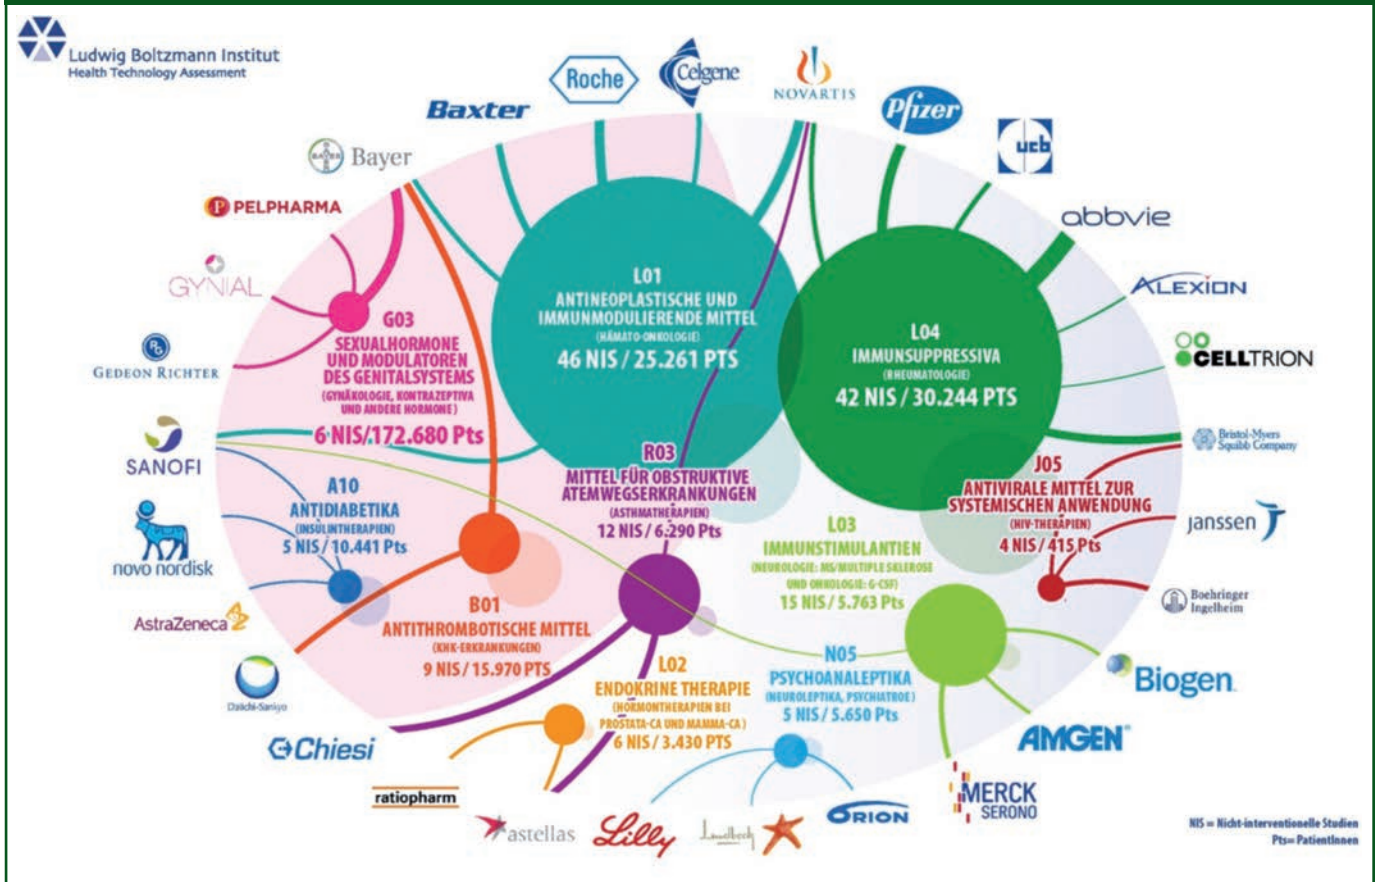 Ludwig Boltzmann Institut
Health Technology Assessment
Baxter
Roche
Celgene
NOVARTIS
Pfizer
ucb
BAYER
Bayer
abbvie
P PELPHARMA
ALEXION
GYNIAL
CELLTRION
RG
GEDEON RICHTER
Bristol-Myers
Squibb Company
SANOFI
janssen
novo nordisk
Boehringer
Ingelheim
AstraZeneca
Daiichi-Sankyo
Biogen
Chiesi
AMGEN®
ratiopharm
MERCK
SERONO
astellas
Lilly
Lundbeck
ORION
L01
ANTINEOPLASTISCHE UND
IMMUNMODULIERENDE MITTEL
(HÄMATO-ONKOLOGIE)
46 NIS / 25.261 PTS
L04
IMMUNSUPPRESSIVA
(RHEUMATOLOGIE)
42 NIS / 30.244 PTS
G03
SEXUALHORMONE
UND MODULATOREN
DES GENITALSYSTEMS
(GYNÄKOLOGIE, KONTRAZEPTIVA
UND ANDERE HORMONE)
6 NIS/172.680 Pts
R03
MITTEL FÜR OBSTRUKTIVE
ATEMWEGSERKRANKUNGEN
(ASTHMATHERAPIEN)
12 NIS / 6.290 Pts
J05
ANTIVIRALE MITTEL ZUR
SYSTEMISCHEN ANWENDUNG
(HIV-THERAPIEN)
4 NIS / 415 Pts
A10
ANTIDIABETIKA
(INSULINTHERAPIEN)
5 NIS / 10.441 Pts
L03
IMMUNSTIMULANTIEN
(NEUROLOGIE: MS/MULTIPLE SKLEROSE
UND ONKOLOGIE: G-CSF)
15 NIS / 5.763 Pts
B01
ANTITHROMBOTISCHE MITTEL
(KHK-ERKRANKUNGEN)
9 NIS / 15.970 PTS
L02
ENDOKRINE THERAPIE
(HORMONTHERAPIEN BEI
PROSTATA-CA UND MAMMA-CA)
6 NIS / 3.430 PTS
N05
PSYCHOANALEPTIKA
(NEUROLEPTIKA, PSYCHIATROE)
5 NIS / 5.650 Pts
NIS = Nicht-interventionelle Studien
Pts= PatientInnen